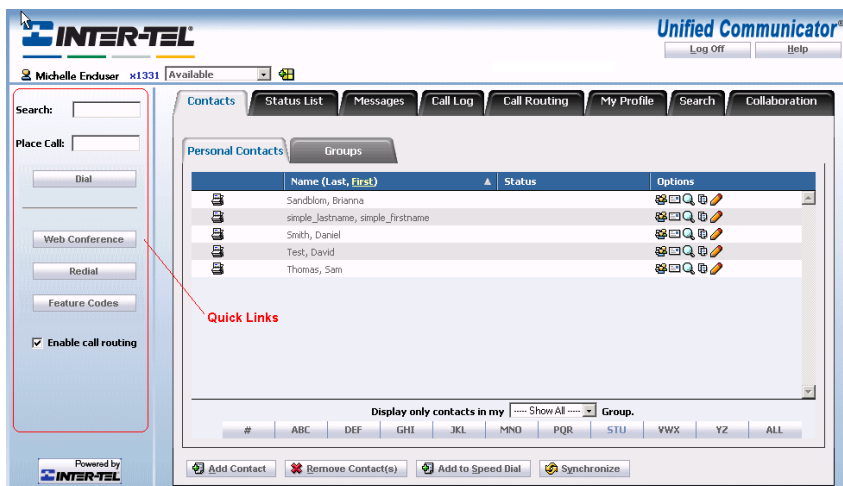 INTER-TEL®
Unified Communicator®
Log Off Help
Michelle Enduser x1331 Available
Contacts Status List Messages Call Log Call Routing My Profile Search Collaboration
Search:
Place Call:
Dial
Web Conference
Redial
Feature Codes
Enable call routing
Quick Links
Personal Contacts Groups
Name (Last, First) Status Options
Sandblom, Brianna
simple_lastname, simple_firstname
Smith, Daniel
Test, David
Thomas, Sam
Display only contacts in my ----- Show All ----- Group.
# ABC DEF GHI JKL MNO PQR STU VWX YZ ALL
Powered by
INTER-TEL
Add Contact Remove Contact(s) Add to Speed Dial Synchronize